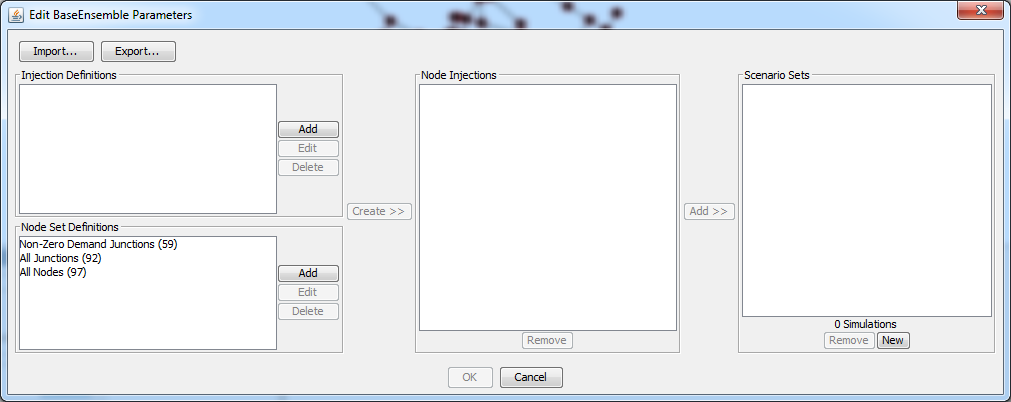 Edit BaseEnsemble Parameters
Import...
Export...
Injection Definitions
Add
Edit
Delete
Node Set Definitions
Non-Zero Demand Junctions (59)
All Junctions (92)
All Nodes (97)
Add
Edit
Delete
Create >>
Node Injections
Remove
Add >>
Scenario Sets
0 Simulations
Remove
New
OK
Cancel